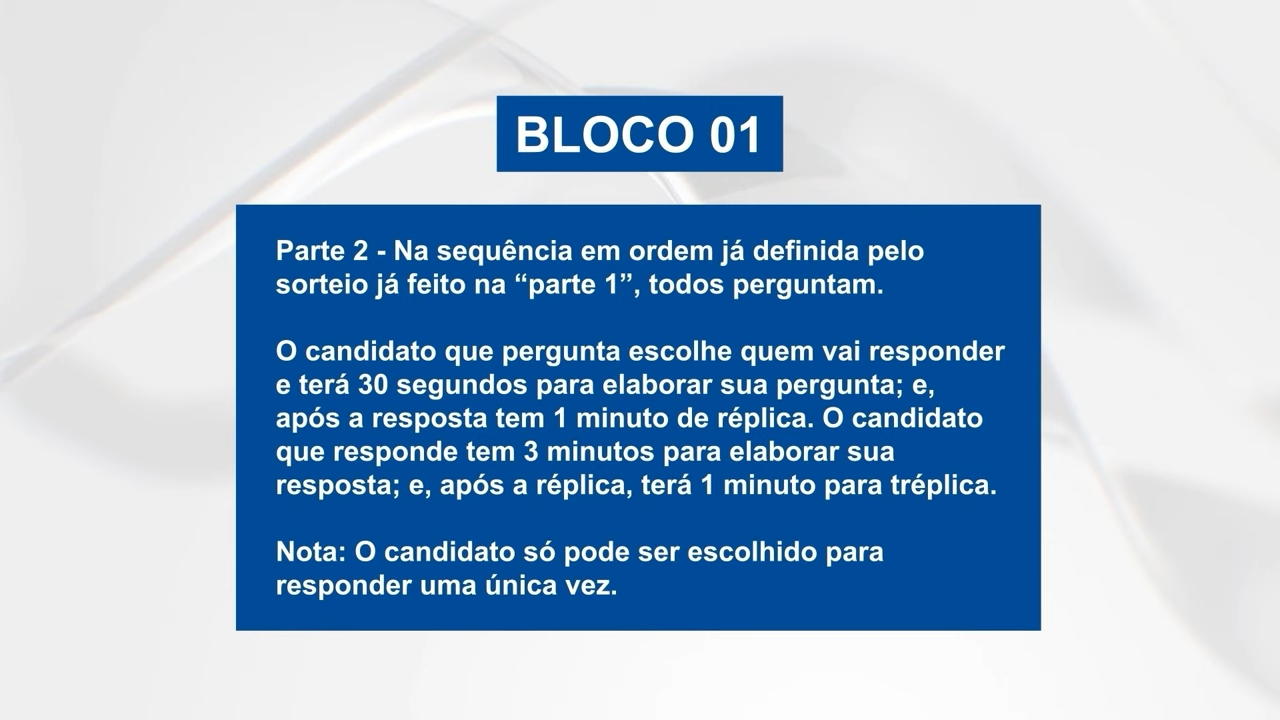 BLOCO 01
Parte 2 - Na sequência em ordem já definida pelo
sorteio já feito na “parte 1”, todos perguntam.
O candidato que pergunta escolhe quem vai responder
e terá 30 segundos para elaborar sua pergunta; e,
após a resposta tem 1 minuto de réplica. O candidato
que responde tem 3 minutos para elaborar sua
resposta; e, após a réplica, terá 1 minuto para tréplica.
Nota: O candidato só pode ser escolhido para
responder uma única vez.